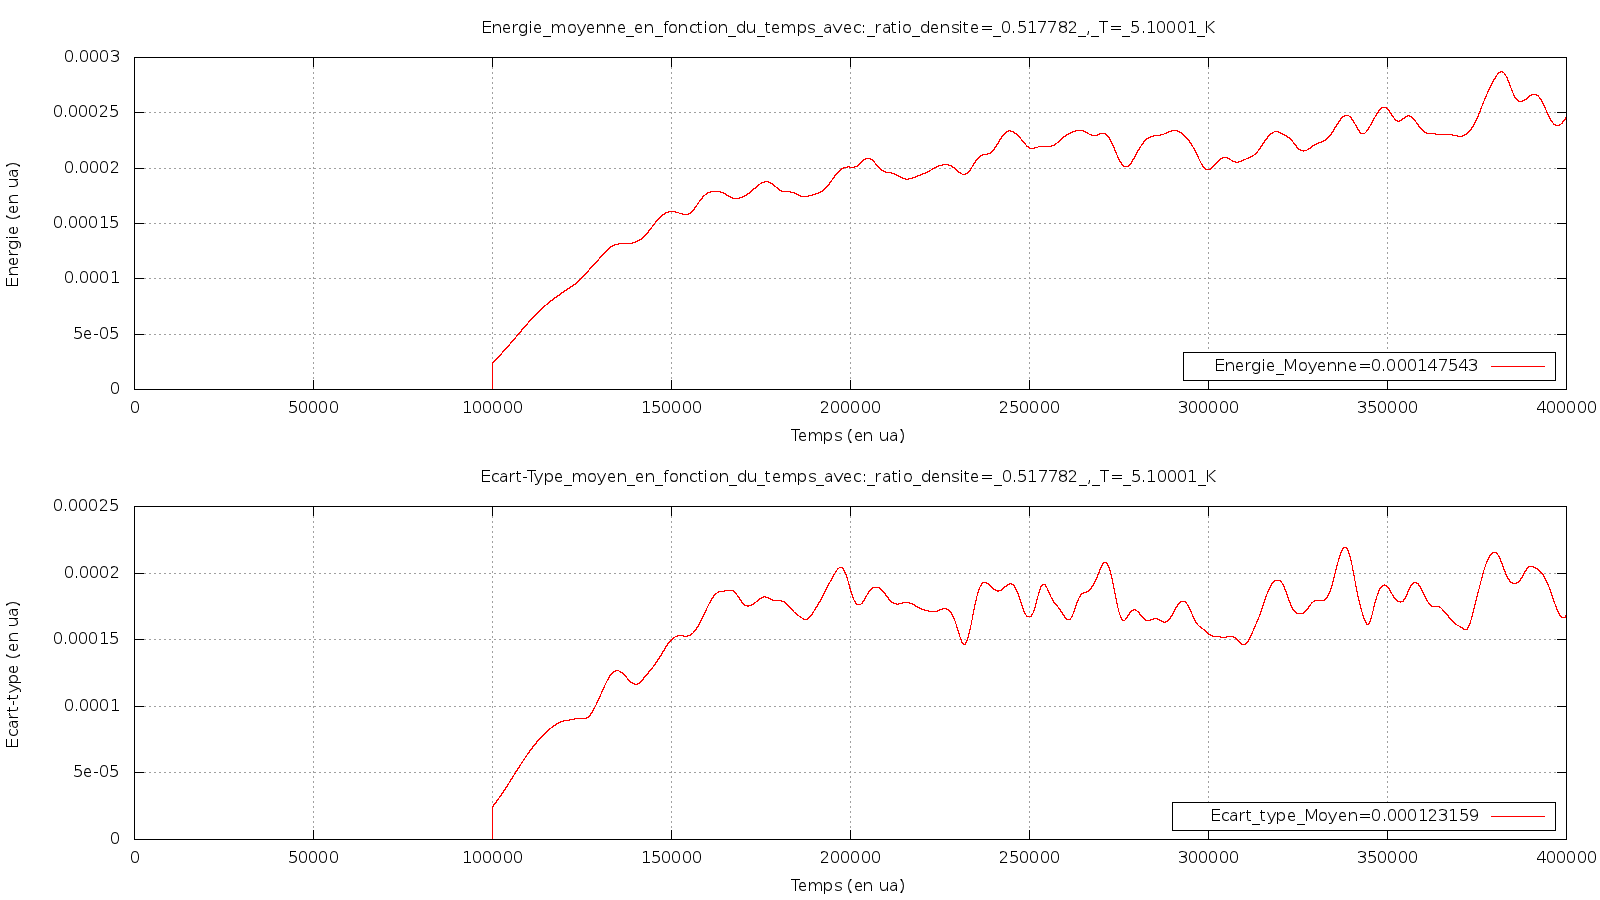 Energie_moyenne_en_fonction_du_temps_avec:_ratio_densite=_0.517782_,_T=_5.10001_K
0.0003
0.00025
0.0002
0.00015
0.0001
5e-05
0
Energie (en ua)
Energie_Moyenne=0.000147543
0 50000 100000 150000 200000 250000 300000 350000 400000
Temps (en ua)
Ecart-Type_moyen_en_fonction_du_temps_avec:_ratio_densite=_0.517782_,_T=_5.10001_K
0.00025
0.0002
0.00015
0.0001
5e-05
0
Ecart-type (en ua)
Ecart_type_Moyen=0.000123159
0 50000 100000 150000 200000 250000 300000 350000 400000
Temps (en ua)